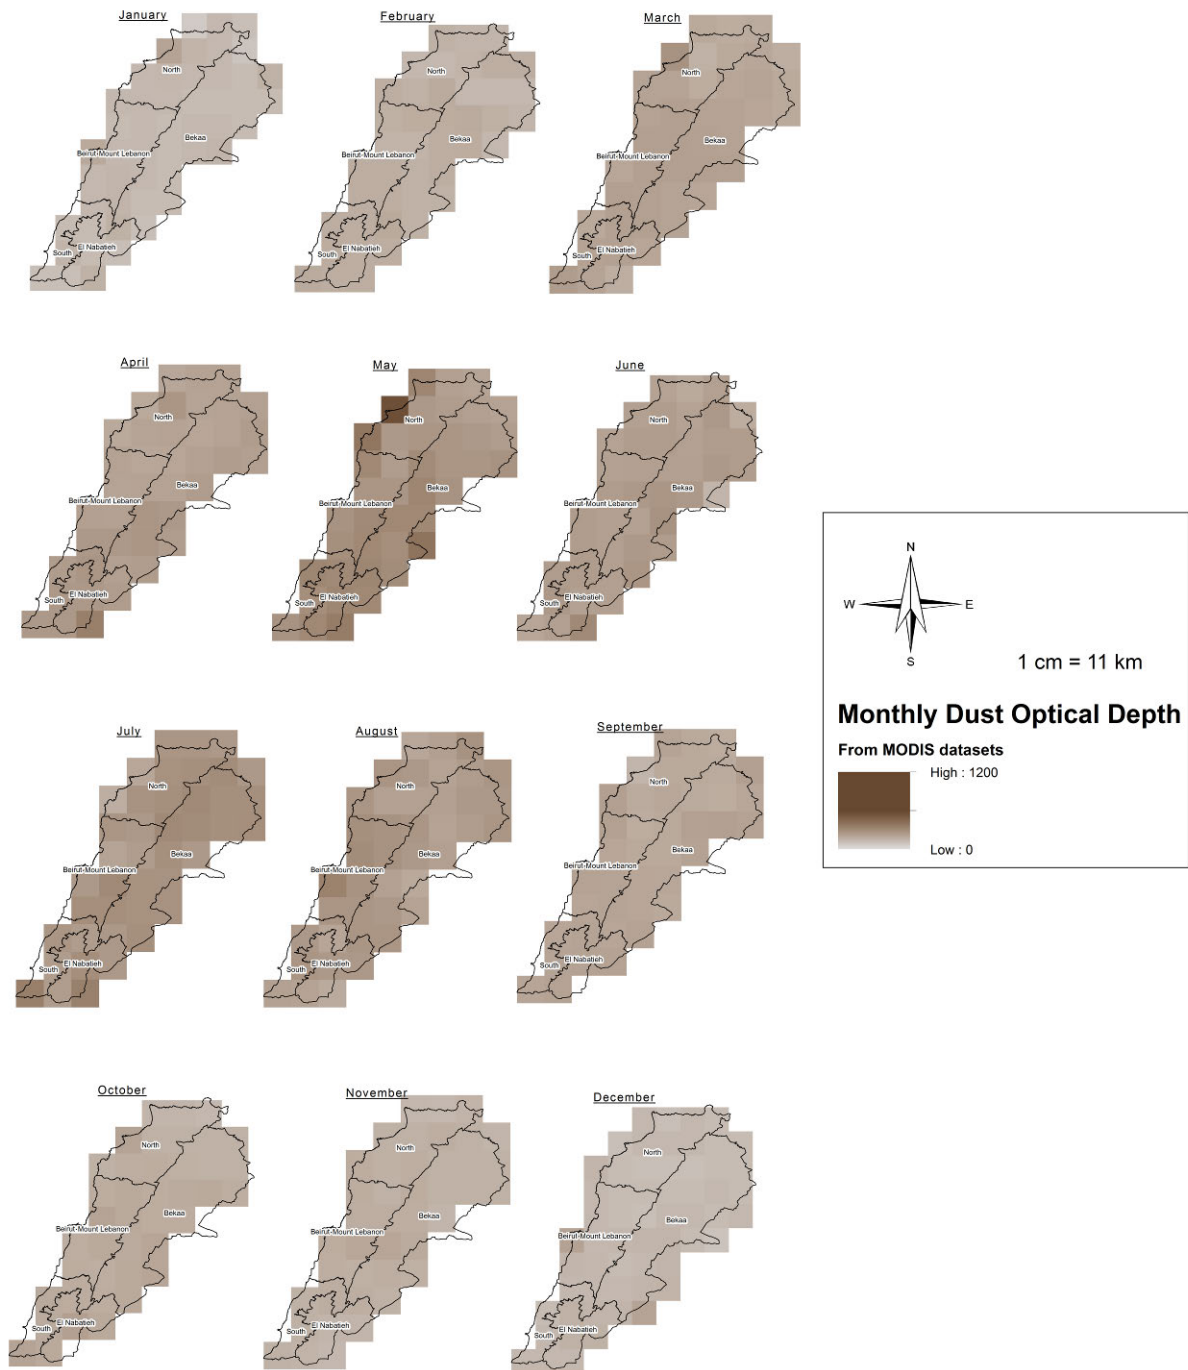 January
North
Bekaa
Beirut-Mount Lebanon
El Nabatieh
South
February
North
Bekaa
Beirut-Mount Lebanon
El Nabatieh
South
March
North
Bekaa
Beirut-Mount Lebanon
El Nabatieh
South
April
North
Bekaa
Beirut-Mount Lebanon
El Nabatieh
South
May
North
Bekaa
Beirut-Mount Lebanon
El Nabatieh
South
June
North
Bekaa
Beirut-Mount Lebanon
El Nabatieh
South
N
W
E
S
1 cm = 11 km
Monthly Dust Optical Depth
From MODIS datasets
High : 1200
Low : 0
July
North
Bekaa
Beirut-Mount Lebanon
El Nabatieh
South
August
North
Bekaa
Beirut-Mount Lebanon
El Nabatieh
South
September
North
Bekaa
Beirut-Mount Lebanon
El Nabatieh
South
October
North
Bekaa
Beirut-Mount Lebanon
El Nabatieh
South
November
North
Bekaa
Beirut-Mount Lebanon
El Nabatieh
South
December
North
Bekaa
Beirut-Mount Lebanon
El Nabatieh
South